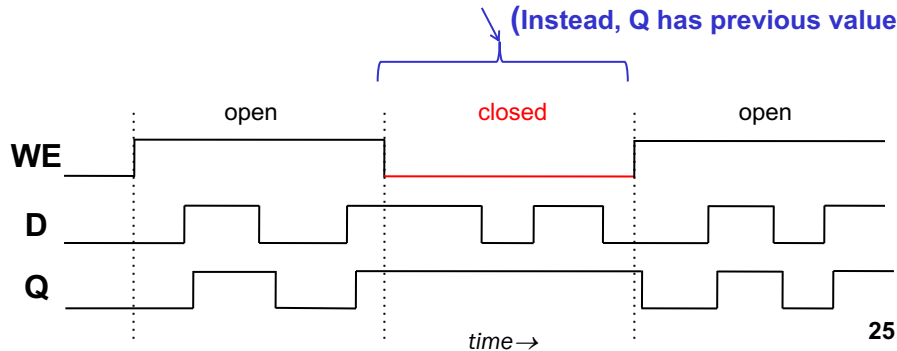 (Instead, Q has previous value
open closed open
WE
D
Q
time→
25